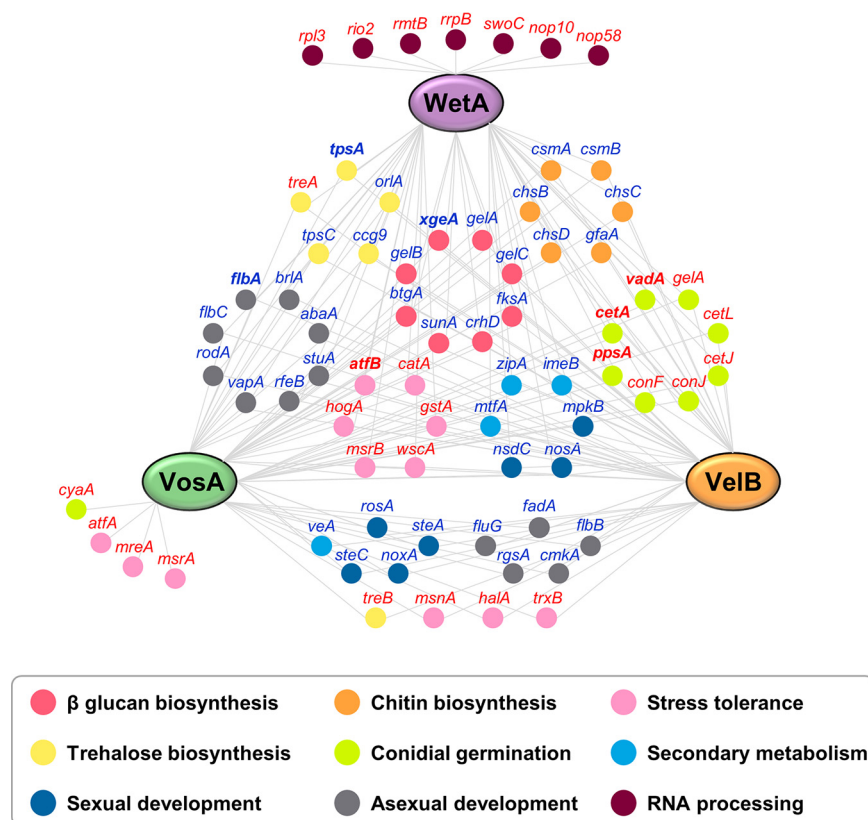 rpl3 rio2 rmtB rrpB swoC nop10 nop58
WetA
tpsA csmA csmB
treA orlA chsB chsC
xgeA gelA
tpsC ccg9 gelB gelC chsD gfaA
flbA brlA btgA fksA vadA gelA
flbC abaA sunA crhD cetA cetL
rodA stuA atfB catA zipA imeB ppsA cetJ
vapA rfeB hogA gstA mtfA mpkB conF conJ
msrB wscA nsdC nosA
VosA VelB
cyaA rosA fadA
atfA veA steA fluG flbB
mreA msrA steC noxA rgsA cmkA
treB msnA halA trxB
β glucan biosynthesis Chitin biosynthesis Stress tolerance
Trehalose biosynthesis Conidial germination Secondary metabolism
Sexual development Asexual development RNA processing